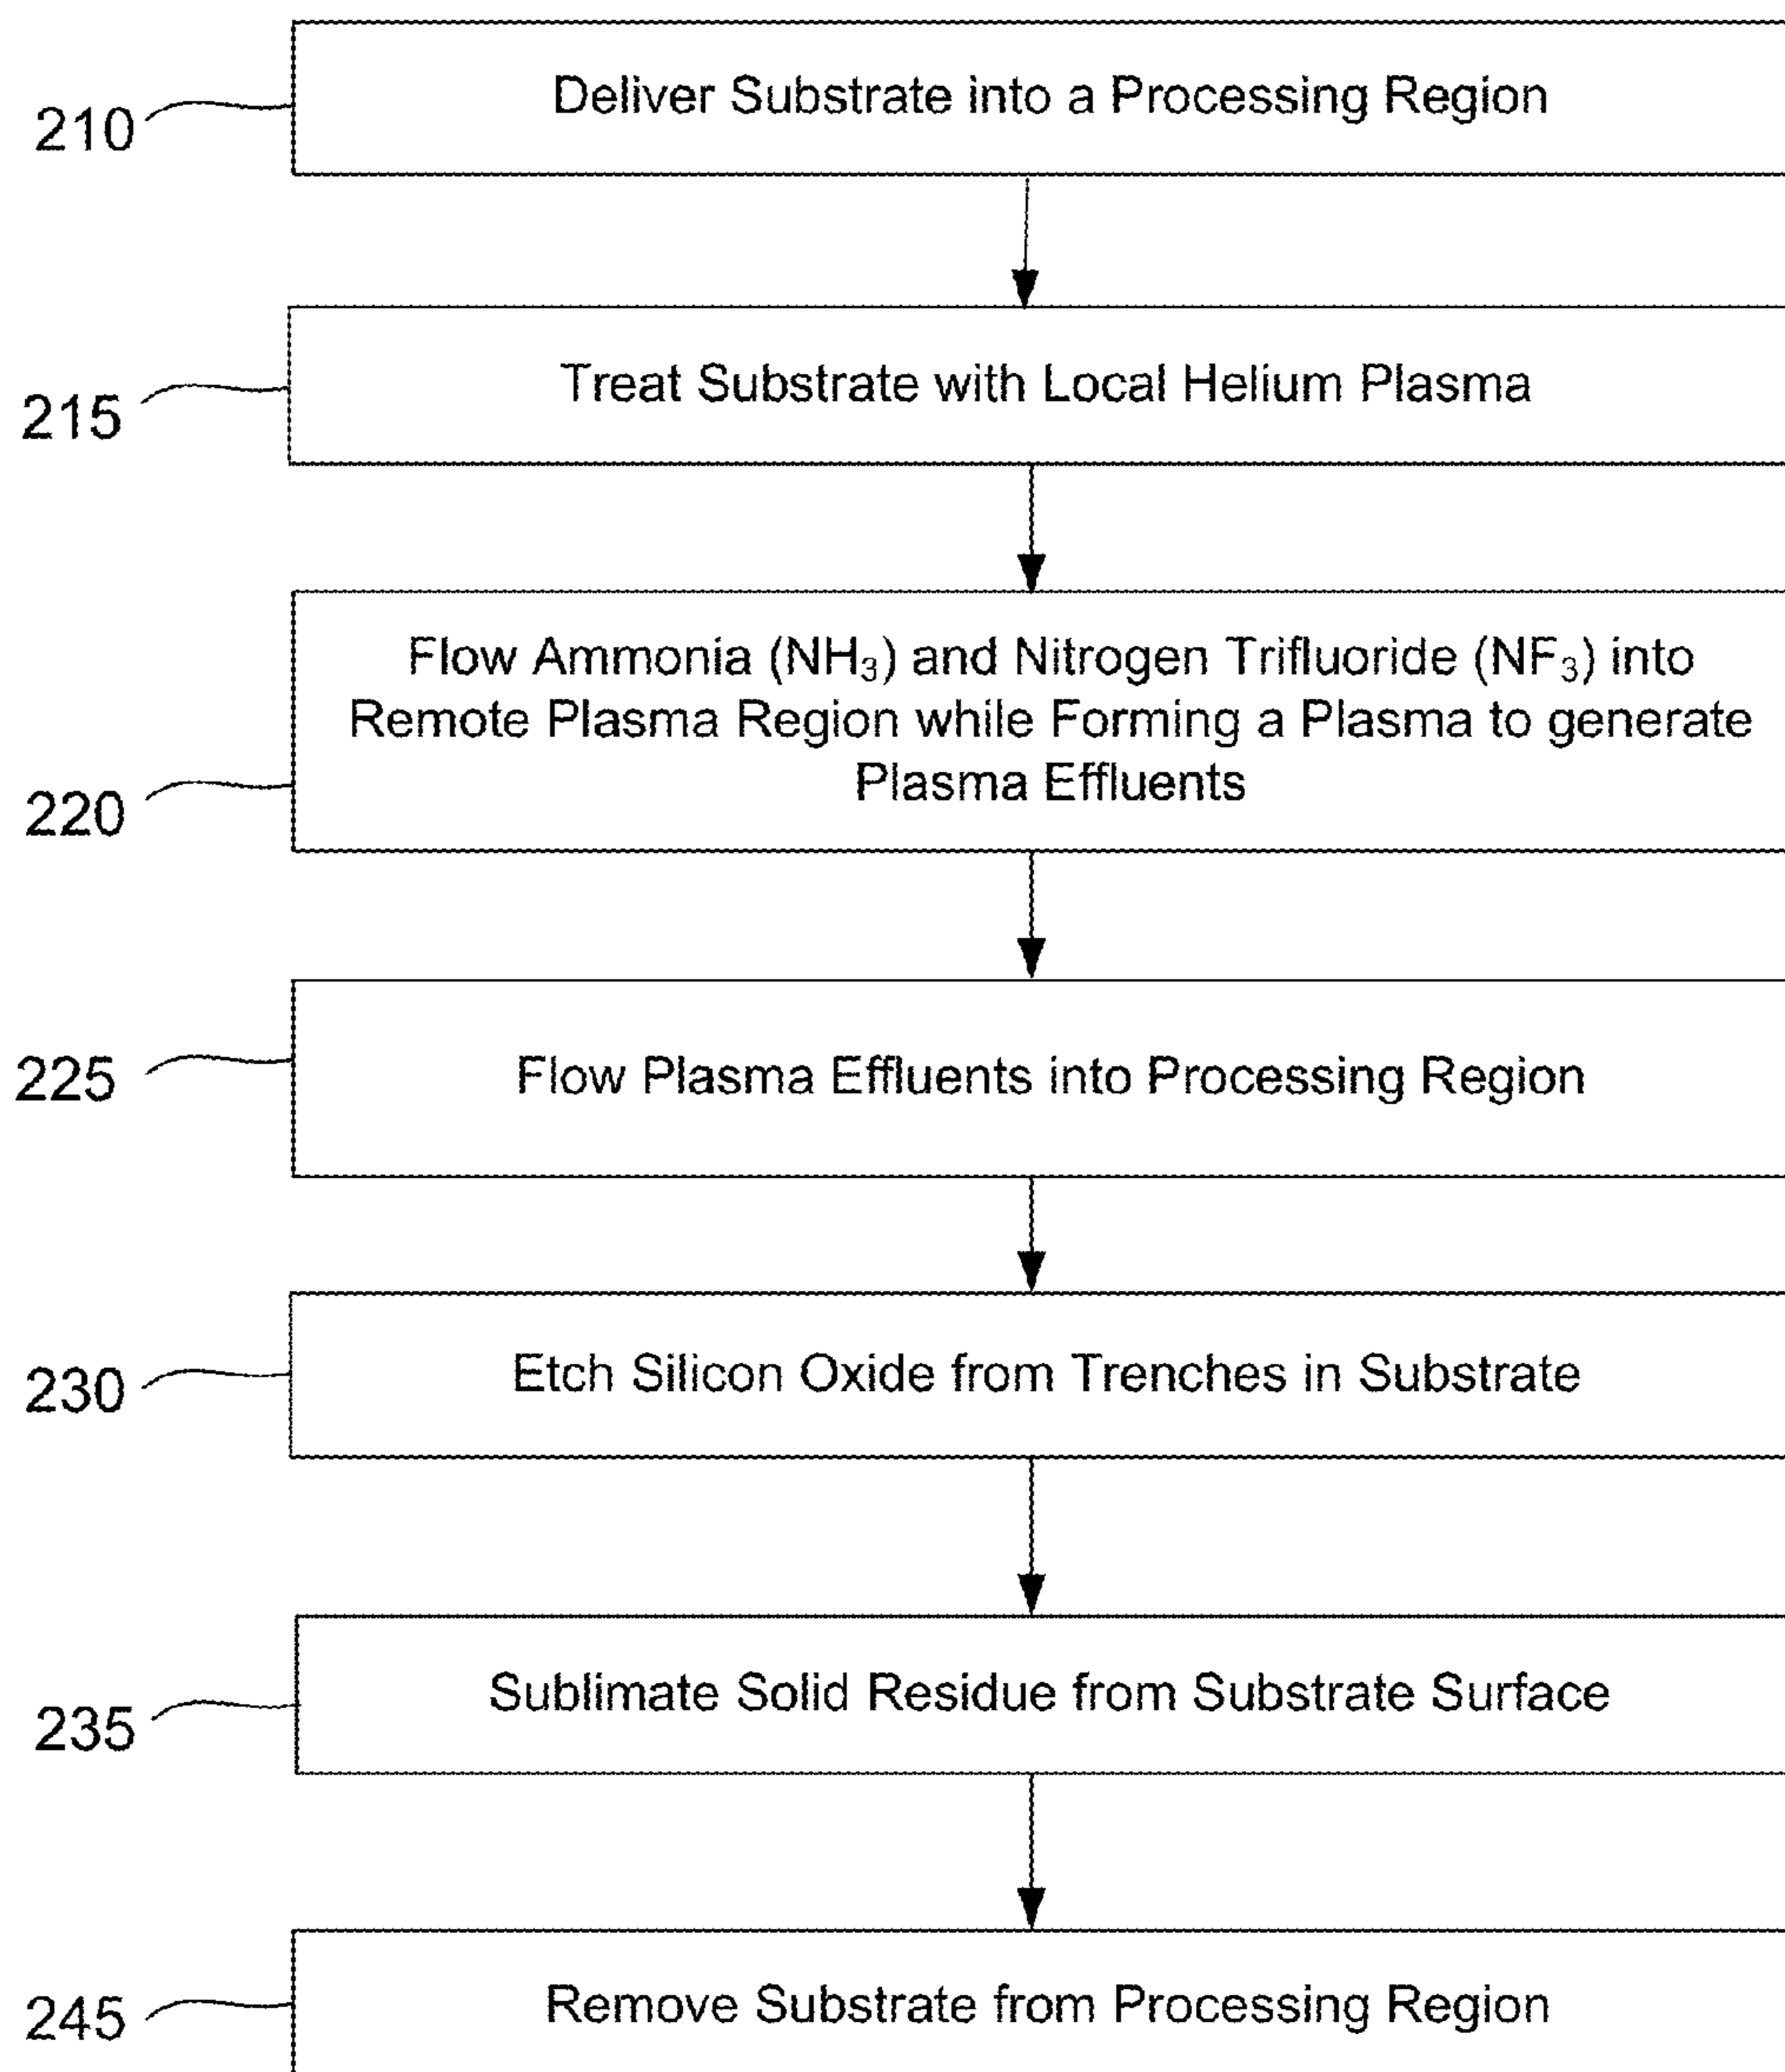 210
Deliver Substrate into a Processing Region
215
Treat Substrate with Local Helium Plasma
220
Flow Ammonia (NH₃) and Nitrogen Trifluoride (NF₃) into
Remote Plasma Region while Forming a Plasma to generate
Plasma Effluents
225
Flow Plasma Effluents into Processing Region
230
Etch Silicon Oxide from Trenches in Substrate
235
Sublimate Solid Residue from Substrate Surface
245
Remove Substrate from Processing Region